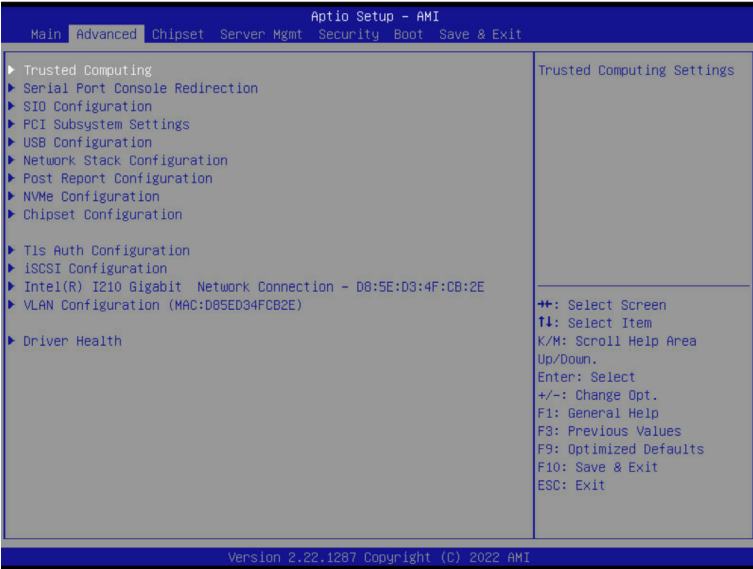 Aptio Setup – AMI
Main Advanced Chipset Server Mgmt Security Boot Save & Exit
▶ Trusted Computing
▶ Serial Port Console Redirection
▶ SIO Configuration
▶ PCI Subsystem Settings
▶ USB Configuration
▶ Network Stack Configuration
▶ Post Report Configuration
▶ NVMe Configuration
▶ Chipset Configuration
▶ Tls Auth Configuration
▶ iSCSI Configuration
▶ Intel(R) I210 Gigabit  Network Connection – D8:5E:D3:4F:CB:2E
▶ VLAN Configuration (MAC:D85ED34FCB2E)
▶ Driver Health
Trusted Computing Settings
→←: Select Screen
↑↓: Select Item
K/M: Scroll Help Area
Up/Down.
Enter: Select
+/-: Change Opt.
F1: General Help
F3: Previous Values
F9: Optimized Defaults
F10: Save & Exit
ESC: Exit
Version 2.22.1287 Copyright (C) 2022 AMI